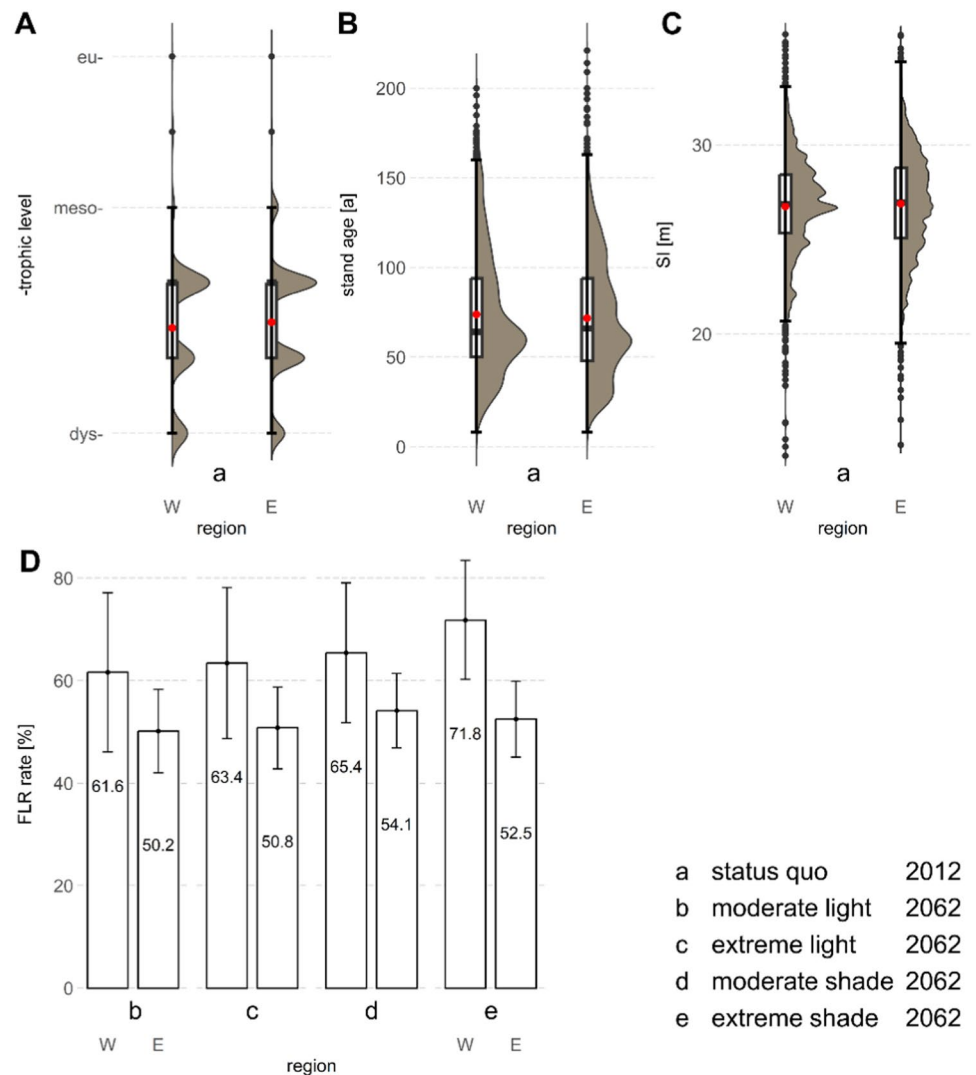 A
B
C
eu-
meso-
dys-
-trophic level
a
W E
region
200
150
100
50
0
stand age [a]
a
W E
region
30
20
SI [m]
a
W E
region
D
80
60
40
20
0
FLR rate [%]
61.6
50.2
63.4
50.8
65.4
54.1
71.8
52.5
b c d e
W E W E
region
a status quo 2012
b moderate light 2062
c extreme light 2062
d moderate shade 2062
e extreme shade 2062